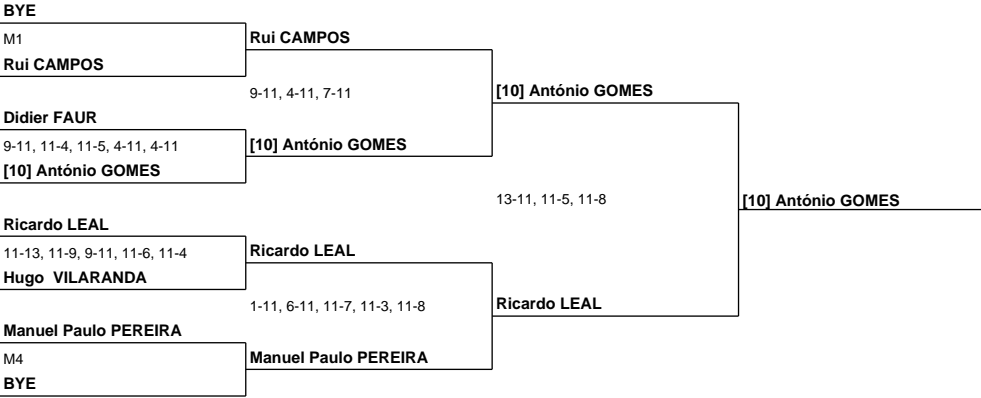 BYE
M1
Rui CAMPOS
Rui CAMPOS
9-11, 4-11, 7-11
[10] António GOMES
Didier FAUR
9-11, 11-4, 11-5, 4-11, 4-11
[10] António GOMES
[10] António GOMES
13-11, 11-5, 11-8
[10] António GOMES
Ricardo LEAL
11-13, 11-9, 9-11, 11-6, 11-4
Hugo VILARANDA
Ricardo LEAL
1-11, 6-11, 11-7, 11-3, 11-8
Ricardo LEAL
Manuel Paulo PEREIRA
M4
BYE
Manuel Paulo PEREIRA